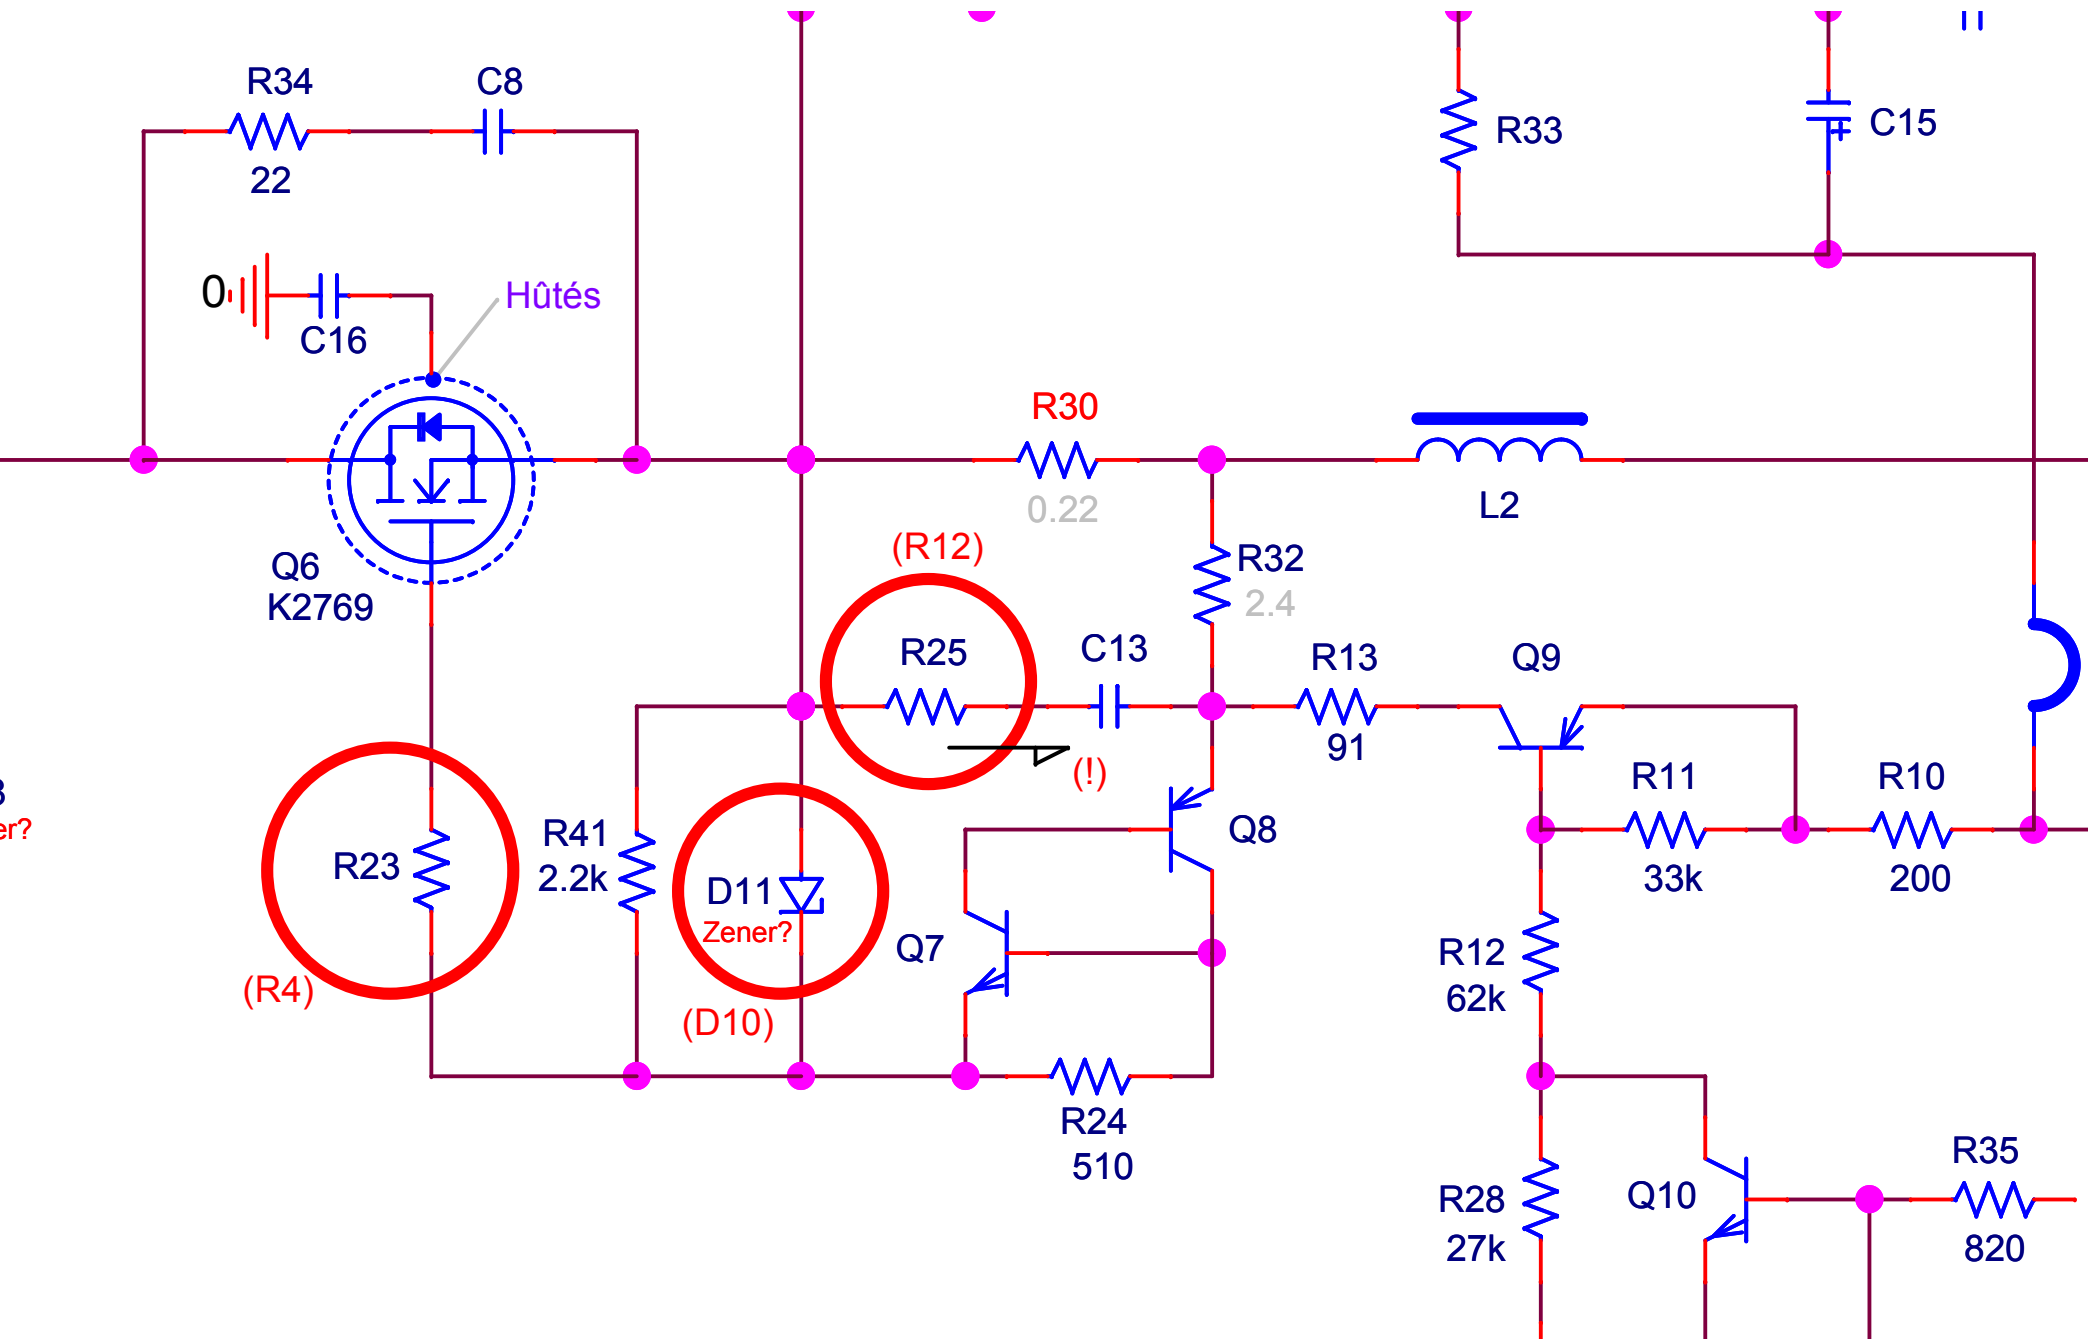 R34
C8
22
R33
C15
0
C16
Hûtés
R30
0.22
L2
Q6
K2769
(R12)
R32
2.4
R25
C13
R13
91
Q9
(!)
R23
(R4)
R41
2.2k
D11
Zener?
(D10)
Q8
Q7
R11
33k
R10
200
R12
62k
R24
510
R28
27k
Q10
R35
820